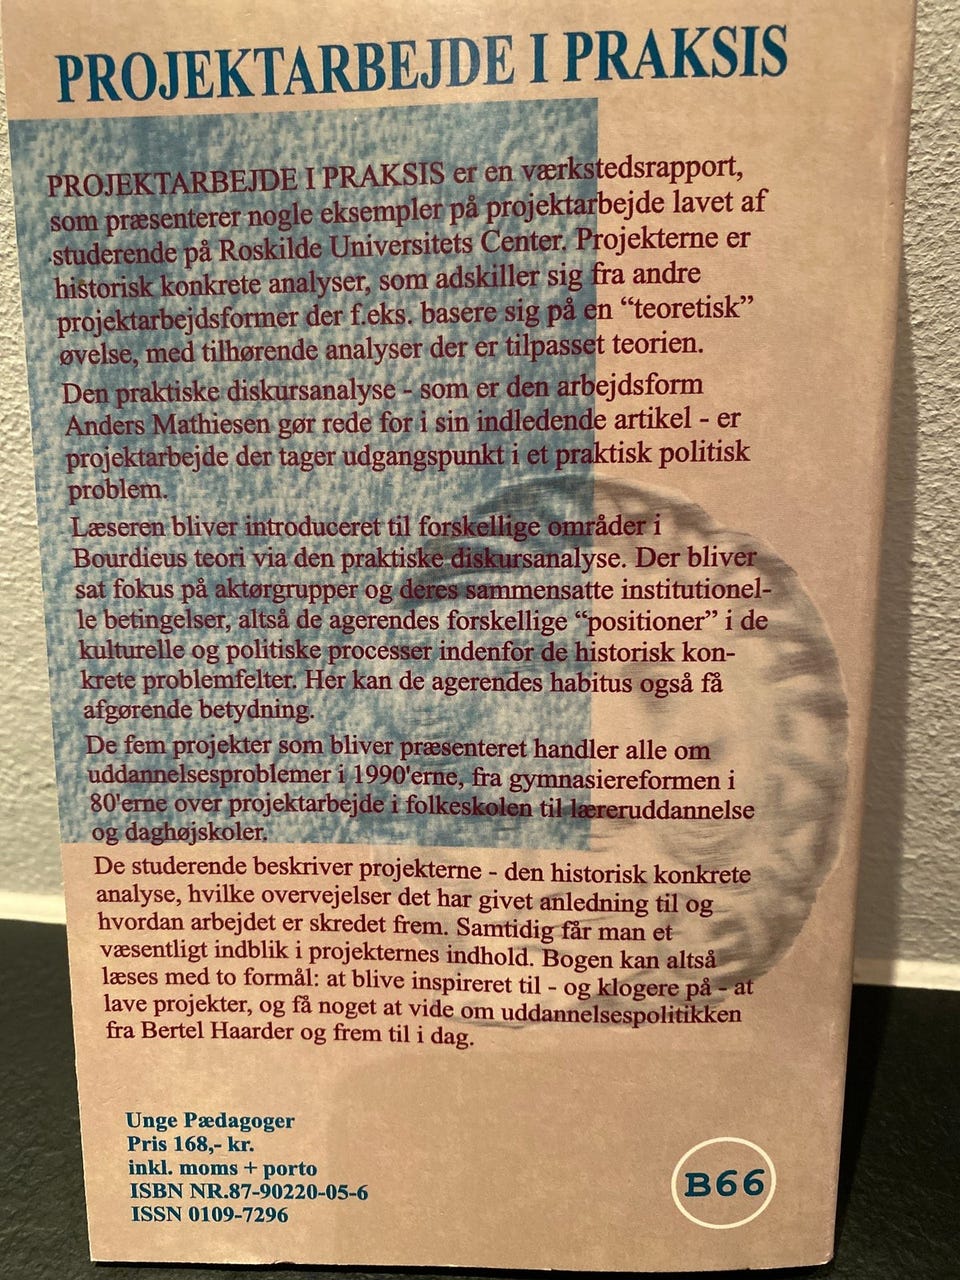 PROJEKTARBEJDE I PRAKSIS
PROJEKTARBEJDE I PRAKSIS er en værkstedsrapport,
som præsenterer nogle eksempler på projektarbejde lavet af
studerende på Roskilde Universitets Center. Projekterne er
historisk konkrete analyser, som adskiller sig fra andre
projektarbejdsformer der f.eks. basere sig på en “teoretisk”
øvelse, med tilhørende analyser der er tilpasset teorien.
Den praktiske diskursanalyse - som er den arbejdsform
Anders Mathiesen gør rede for i sin indledende artikel - er
projektarbejde der tager udgangspunkt i et praktisk politisk
problem.
Læseren bliver introduceret til forskellige områder i
Bourdieus teori via den praktiske diskursanalyse. Der bliver
sat fokus på aktørgrupper og deres sammensatte institutionel-
le betingelser, altså de agerendes forskellige “positioner” i de
kulturelle og politiske processer indenfor de historisk kon-
krete problemfelter. Her kan de agerendes habitus også få
afgørende betydning.
De fem projekter som bliver præsenteret handler alle om
uddannelsesproblemer i 1990'erne, fra gymnasiereformen i
80'erne over projektarbejde i folkeskolen til læreruddannelse
og daghøjskoler.
De studerende beskriver projekterne - den historisk konkrete
analyse, hvilke overvejelser det har givet anledning til og
hvordan arbejdet er skredet frem. Samtidig får man et
væsentligt indblik i projekternes indhold. Bogen kan altså
læses med to formål: at blive inspireret til - og klogere på - at
lave projekter, og få noget at vide om uddannelsespolitikken
fra Bertel Haarder og frem til i dag.
Unge Pædagoger
Pris 168,- kr.
inkl. moms + porto
ISBN NR.87-90220-05-6
ISSN 0109-7296
B66